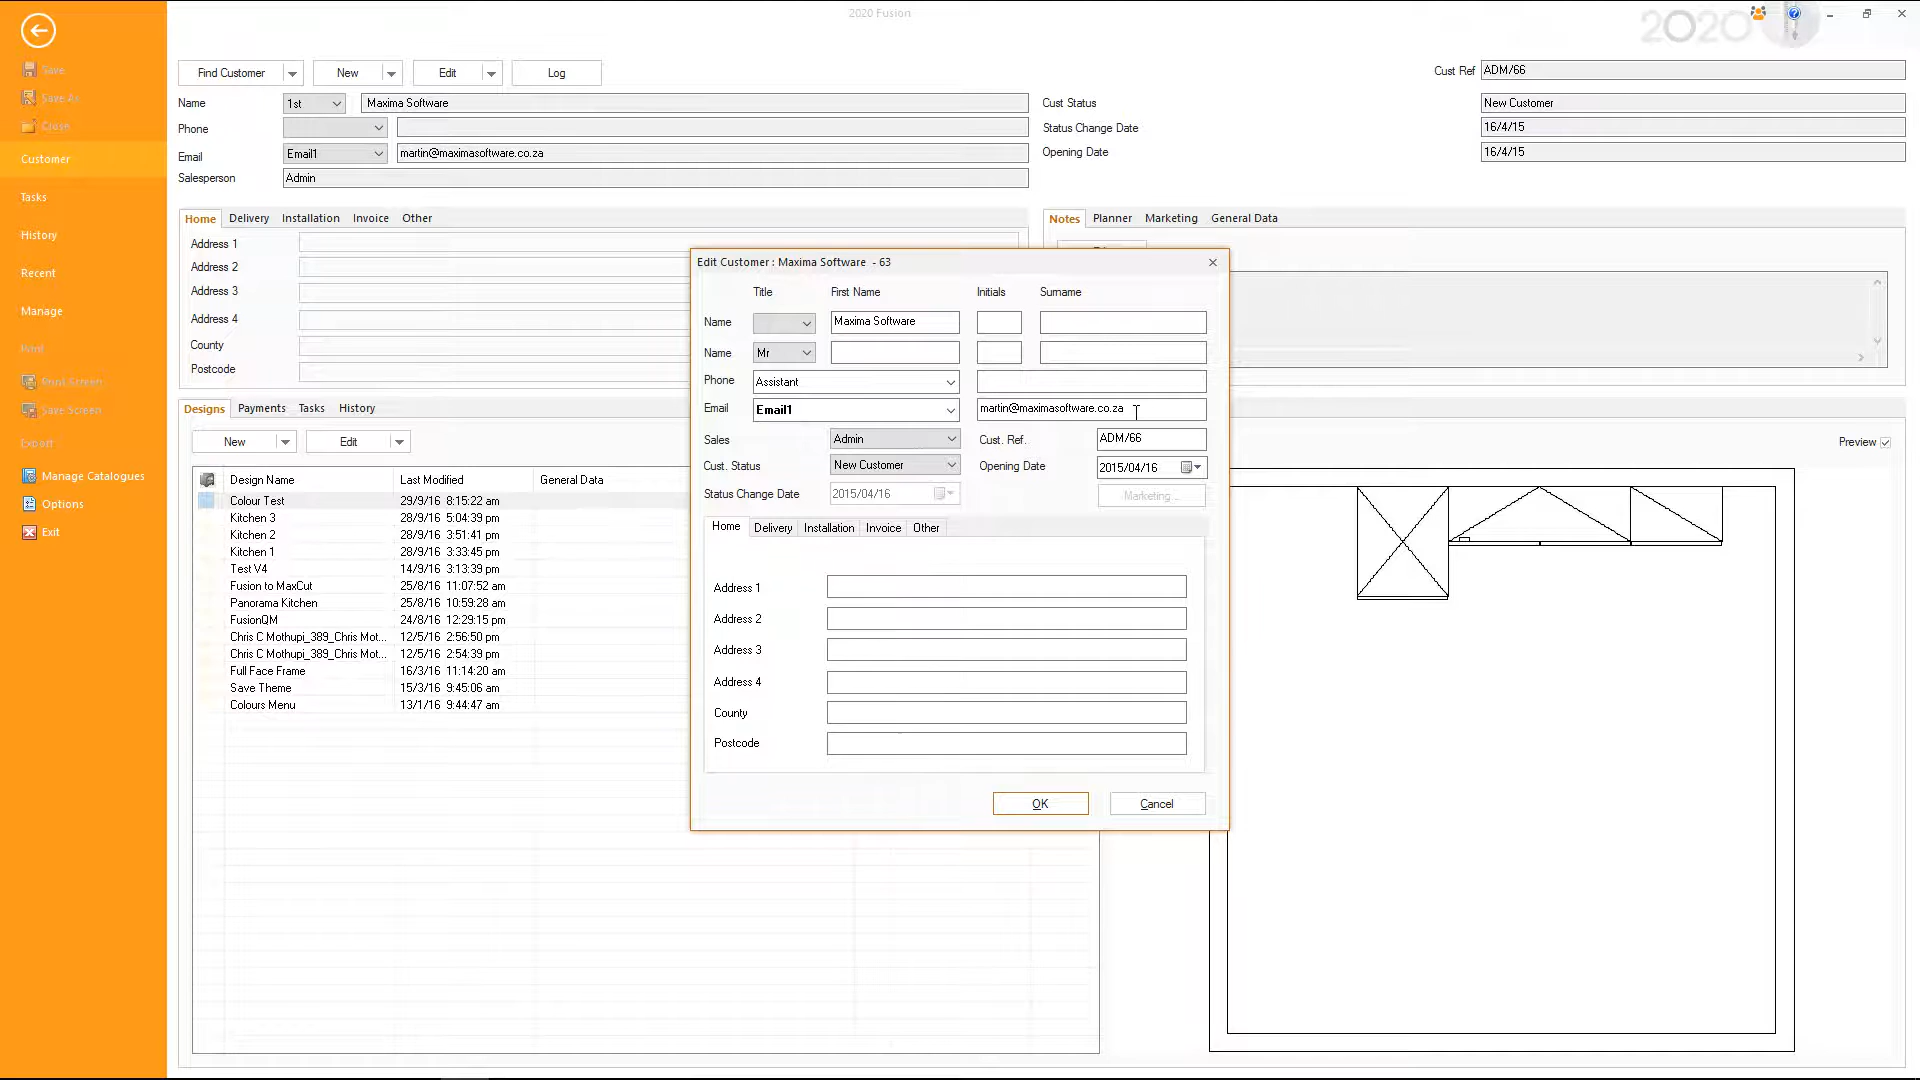 2020 Fusion
2020
Save
Save As
Close
Customer
Tasks
History
Recent
Manage
Print
Print Screen
Save Screen
Export
Manage Catalogues
Options
Exit
Find Customer New Edit Log
Cust Ref ADM/66
Name 1st Maxima Software
Cust Status New Customer
Phone
Status Change Date 16/4/15
Email Email1 martin@maximasoftware.co.za
Opening Date 16/4/15
Salesperson Admin
Home Delivery Installation Invoice Other
Notes Planner Marketing General Data
Address 1
Address 2
Address 3
Address 4
County
Postcode
Edit Customer : Maxima Software - 63
Title First Name Initials Surname
Name Maxima Software
Name Mr
Phone Assistant
Email Email1 martin@maximasoftware.co.za
Sales Admin Cust. Ref. ADM/66
Cust. Status New Customer Opening Date 2015/04/16
Status Change Date 2015/04/16 Marketing ...
Home Delivery Installation Invoice Other
Address 1
Address 2
Address 3
Address 4
County
Postcode
OK Cancel
Designs Payments Tasks History
New Edit
Preview
Design Name Last Modified General Data
Colour Test 29/9/16 8:15:22 am
Kitchen 3 28/9/16 5:04:39 pm
Kitchen 2 28/9/16 3:51:41 pm
Kitchen 1 28/9/16 3:33:45 pm
Test V4 14/9/16 3:13:39 pm
Fusion to MaxCut 25/8/16 11:07:52 am
Panorama Kitchen 25/8/16 10:59:28 am
FusionQM 24/8/16 12:29:15 pm
Chris C Mothupi_389_Chris Mot... 12/5/16 2:56:50 pm
Chris C Mothupi_389_Chris Mot... 12/5/16 2:54:39 pm
Full Face Frame 16/3/16 11:14:20 am
Save Theme 15/3/16 9:45:06 am
Colours Menu 13/1/16 9:44:47 am